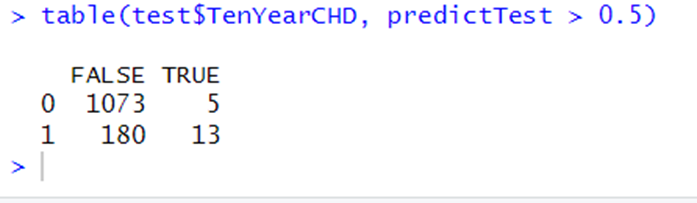 > table(test$TenYearCHD, predictTest > 0.5)
FALSE TRUE
0 1073 5
1 180 13
>